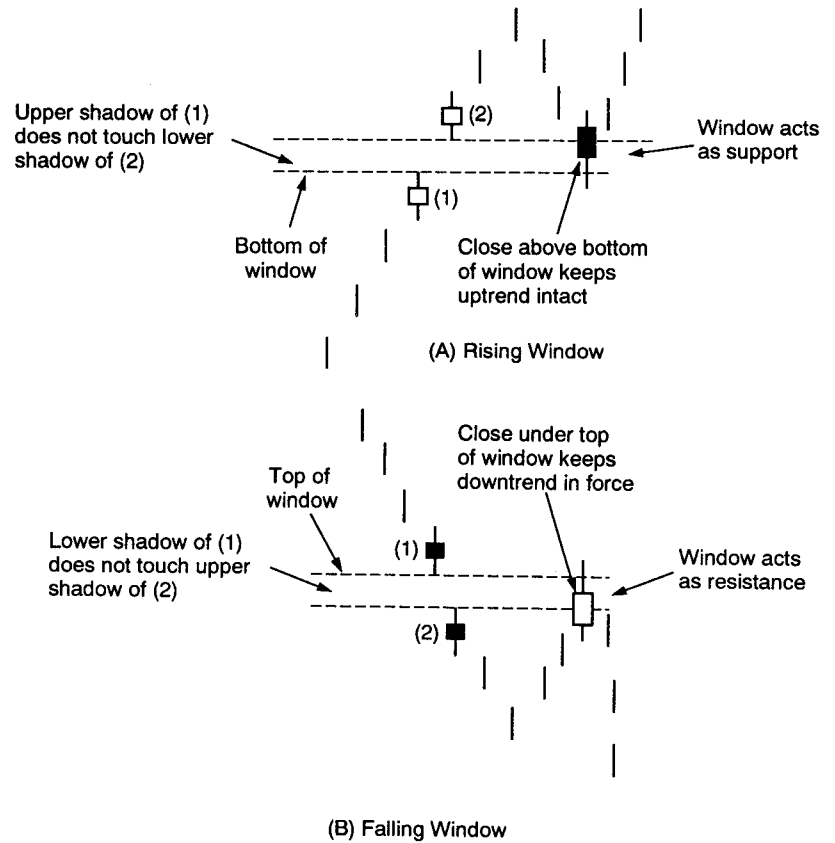 Upper shadow of (1)
does not touch lower
shadow of (2)
(2)
Window acts
as support
(1)
Bottom of
window
Close above bottom
of window keeps
uptrend intact
(A) Rising Window
Close under top
of window keeps
downtrend in force
Top of
window
Lower shadow of (1)
does not touch upper
shadow of (2)
(1)
Window acts
as resistance
(2)
(B) Falling Window